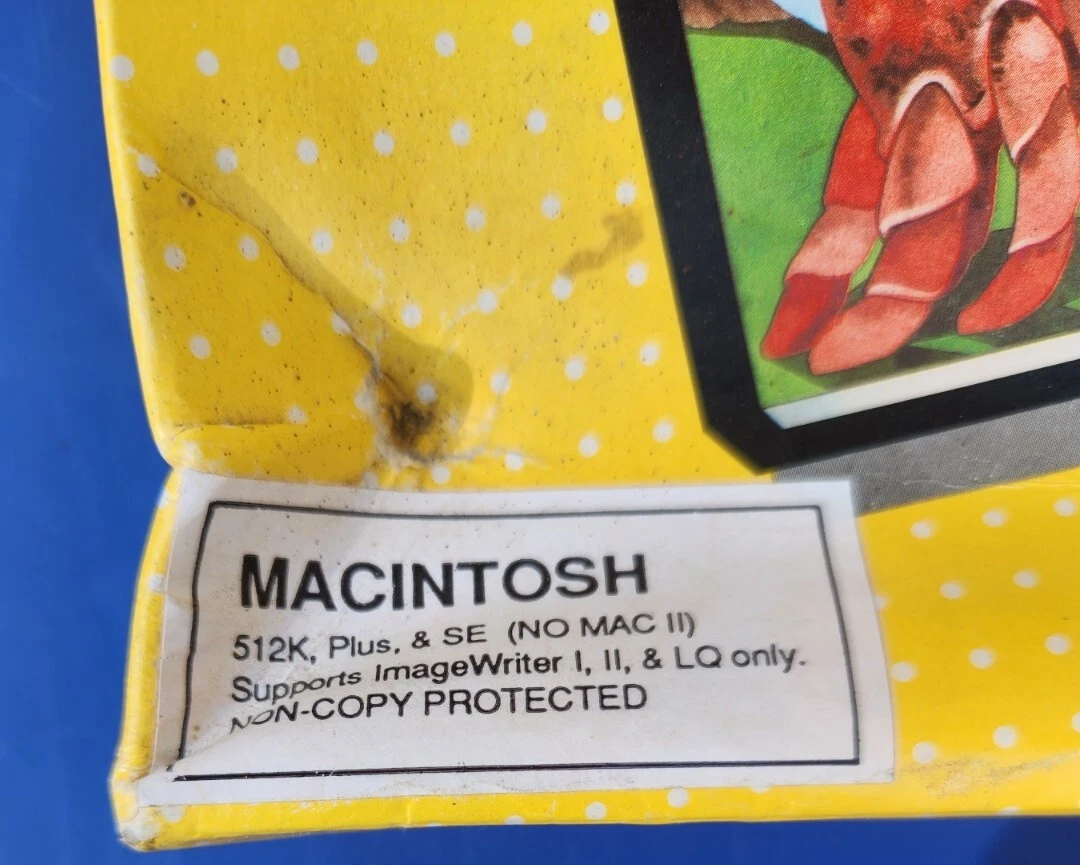 MACINTOSH
512K, Plus, & SE (NO MAC II)
Supports ImageWriter I, II, & LQ only.
NON-COPY PROTECTED